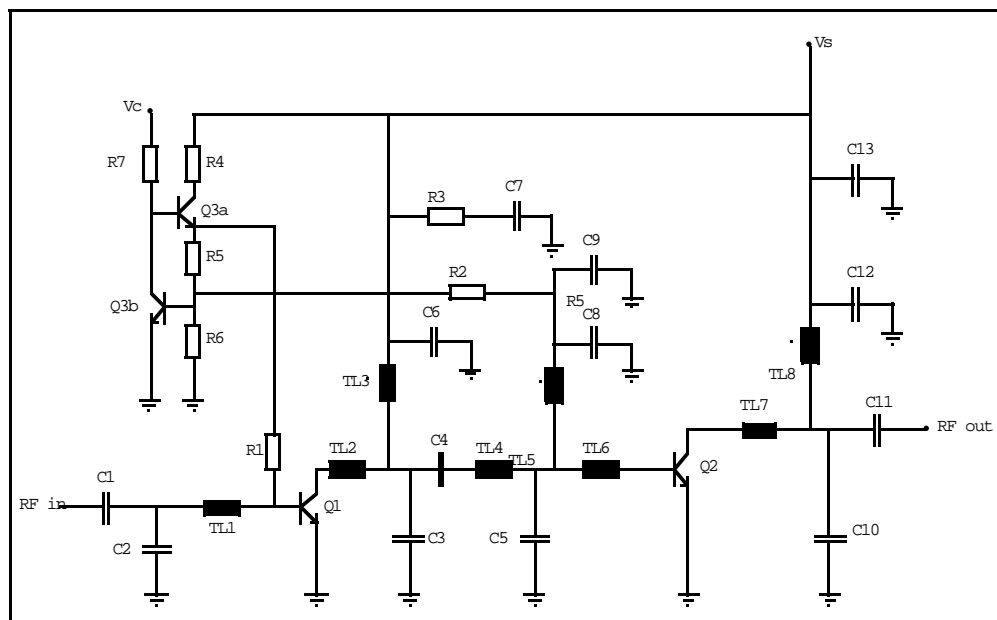 Vs
Vc
R7
R4
C13
Q3a
R3
C7
R5
C9
R2
Q3b
R6
C6
R5
C8
C12
TL3
TL8
TL7
C11
RF out
R1
TL2
C4
TL4
TL5
TL6
Q2
C1
RF in
Q1
TL1
C2
C3
C5
C10